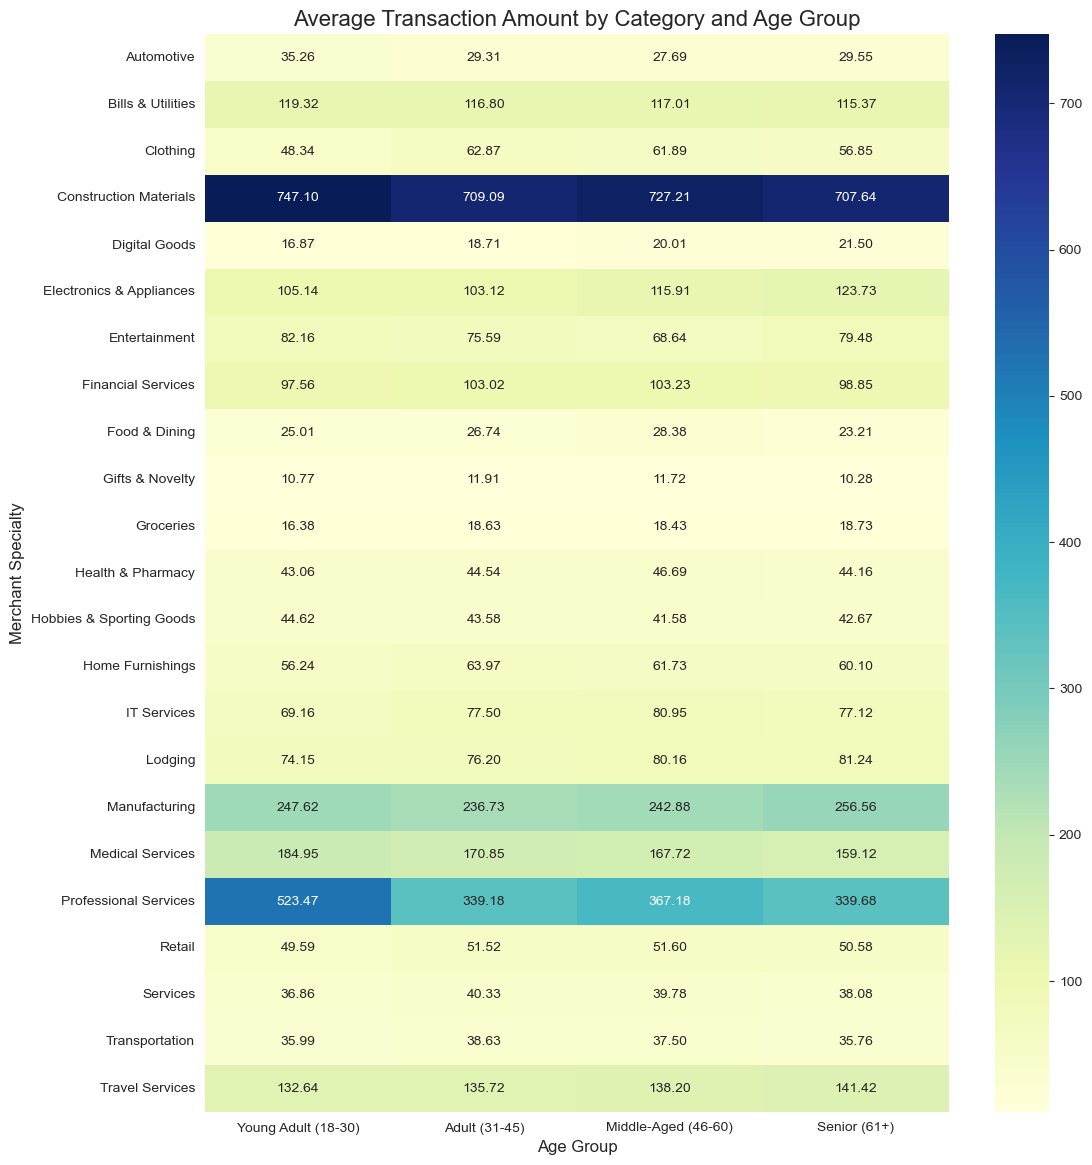 Average Transaction Amount by Category and Age Group
Automotive 35.26 29.31 27.69 29.55
Bills & Utilities 119.32 116.80 117.01 115.37
Clothing 48.34 62.87 61.89 56.85
Construction Materials 747.10 709.09 727.21 707.64
Digital Goods 16.87 18.71 20.01 21.50
Electronics & Appliances 105.14 103.12 115.91 123.73
Entertainment 82.16 75.59 68.64 79.48
Financial Services 97.56 103.02 103.23 98.85
Food & Dining 25.01 26.74 28.38 23.21
Gifts & Novelty 10.77 11.91 11.72 10.28
Groceries 16.38 18.63 18.43 18.73
Health & Pharmacy 43.06 44.54 46.69 44.16
Hobbies & Sporting Goods 44.62 43.58 41.58 42.67
Home Furnishings 56.24 63.97 61.73 60.10
IT Services 69.16 77.50 80.95 77.12
Lodging 74.15 76.20 80.16 81.24
Manufacturing 247.62 236.73 242.88 256.56
Medical Services 184.95 170.85 167.72 159.12
Professional Services 523.47 339.18 367.18 339.68
Retail 49.59 51.52 51.60 50.58
Services 36.86 40.33 39.78 38.08
Transportation 35.99 38.63 37.50 35.76
Travel Services 132.64 135.72 138.20 141.42
Young Adult (18-30) Adult (31-45) Middle-Aged (46-60) Senior (61+)
Age Group
Merchant Specialty
700
600
500
400
300
200
100